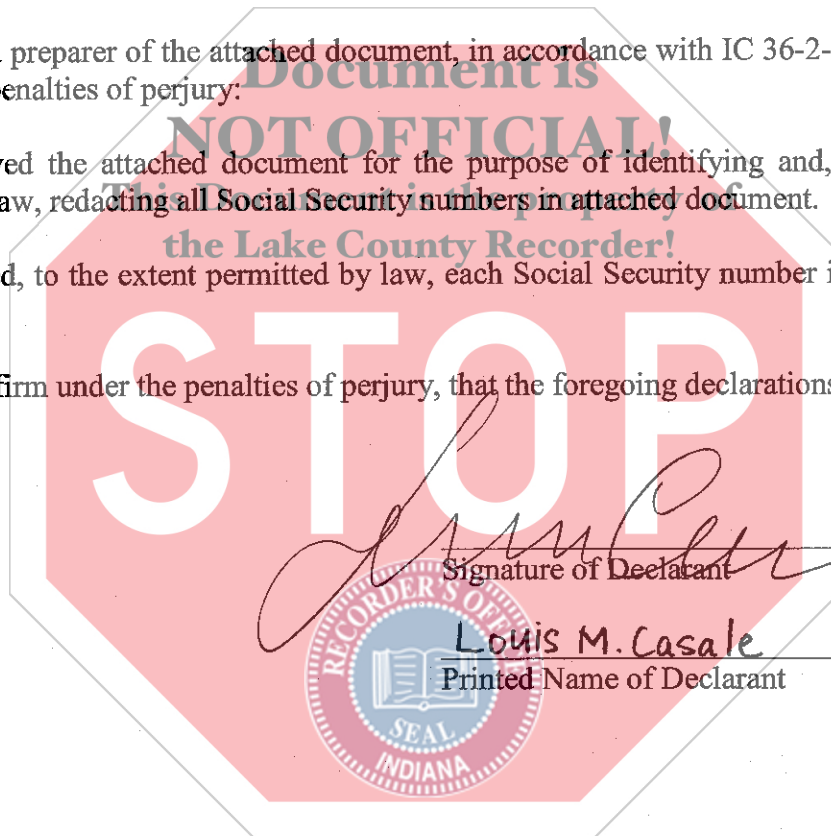 preparer of the attached document, in accordance with IC 36-2-
enalties of perjury:
Document is
NOT OFFICIAL!
This Document is the property of
the Lake County Recorder!
ved the attached document for the purpose of identifying and,
aw, redacting all Social Security numbers in attached document.
d, to the extent permitted by law, each Social Security number i
STOP
firm under the penalties of perjury, that the foregoing declarations
Signature of Declarant
Louis M. Casale
Printed Name of Declarant
RECORDER'S OFFICE
SEAL
INDIANA